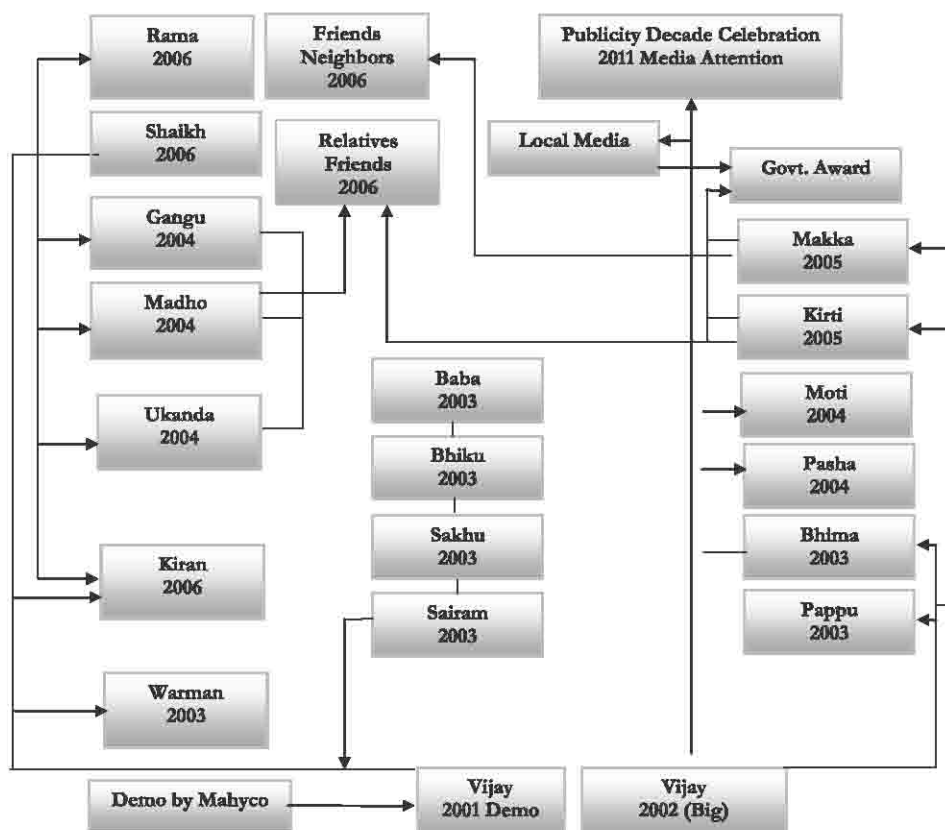 Rama
2006
Friends
Neighbors
2006
Publicity Decade Celebration
2011 Media Attention
Shaikh
2006
Relatives
Friends
2006
Local Media
Govt. Award
Gangu
2004
Makka
2005
Madho
2004
Kirti
2005
Baba
2003
Moti
2004
Ukanda
2004
Bhiku
2003
Pasha
2004
Sakhu
2003
Bhima
2003
Kiran
2006
Sairam
2003
Pappu
2003
Warman
2003
Demo by Mahyco
Vijay
2001 Demo
Vijay
2002 (Big)